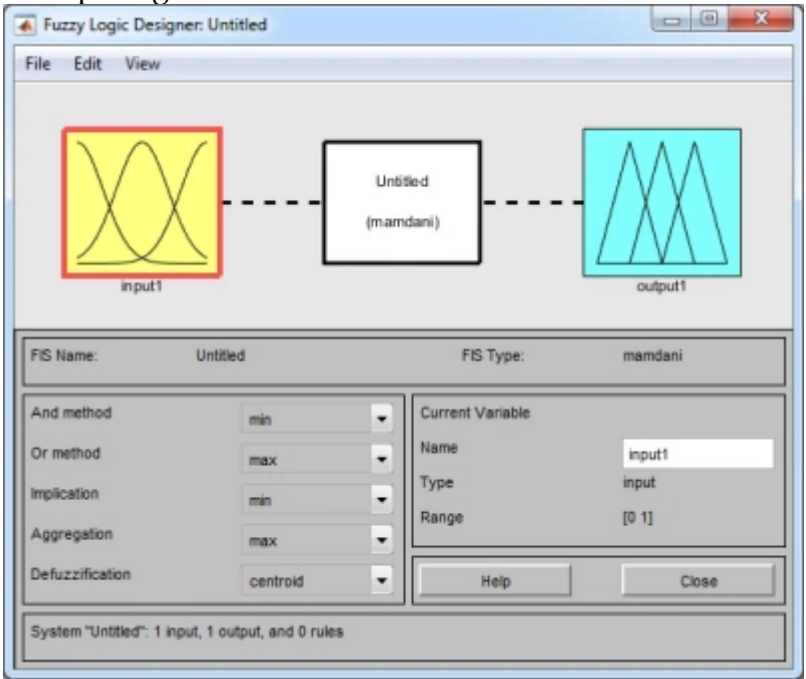 Fuzzy Logic Designer: Untitled
File Edit View
Untitled
(mamdani)
input1
output1
FIS Name: Untitled FIS Type: mamdani
And method min
Or method max
Implication min
Aggregation max
Defuzzification centroid
Current Variable
Name input1
Type input
Range [0 1]
Help Close
System "Untitled": 1 input, 1 output, and 0 rules